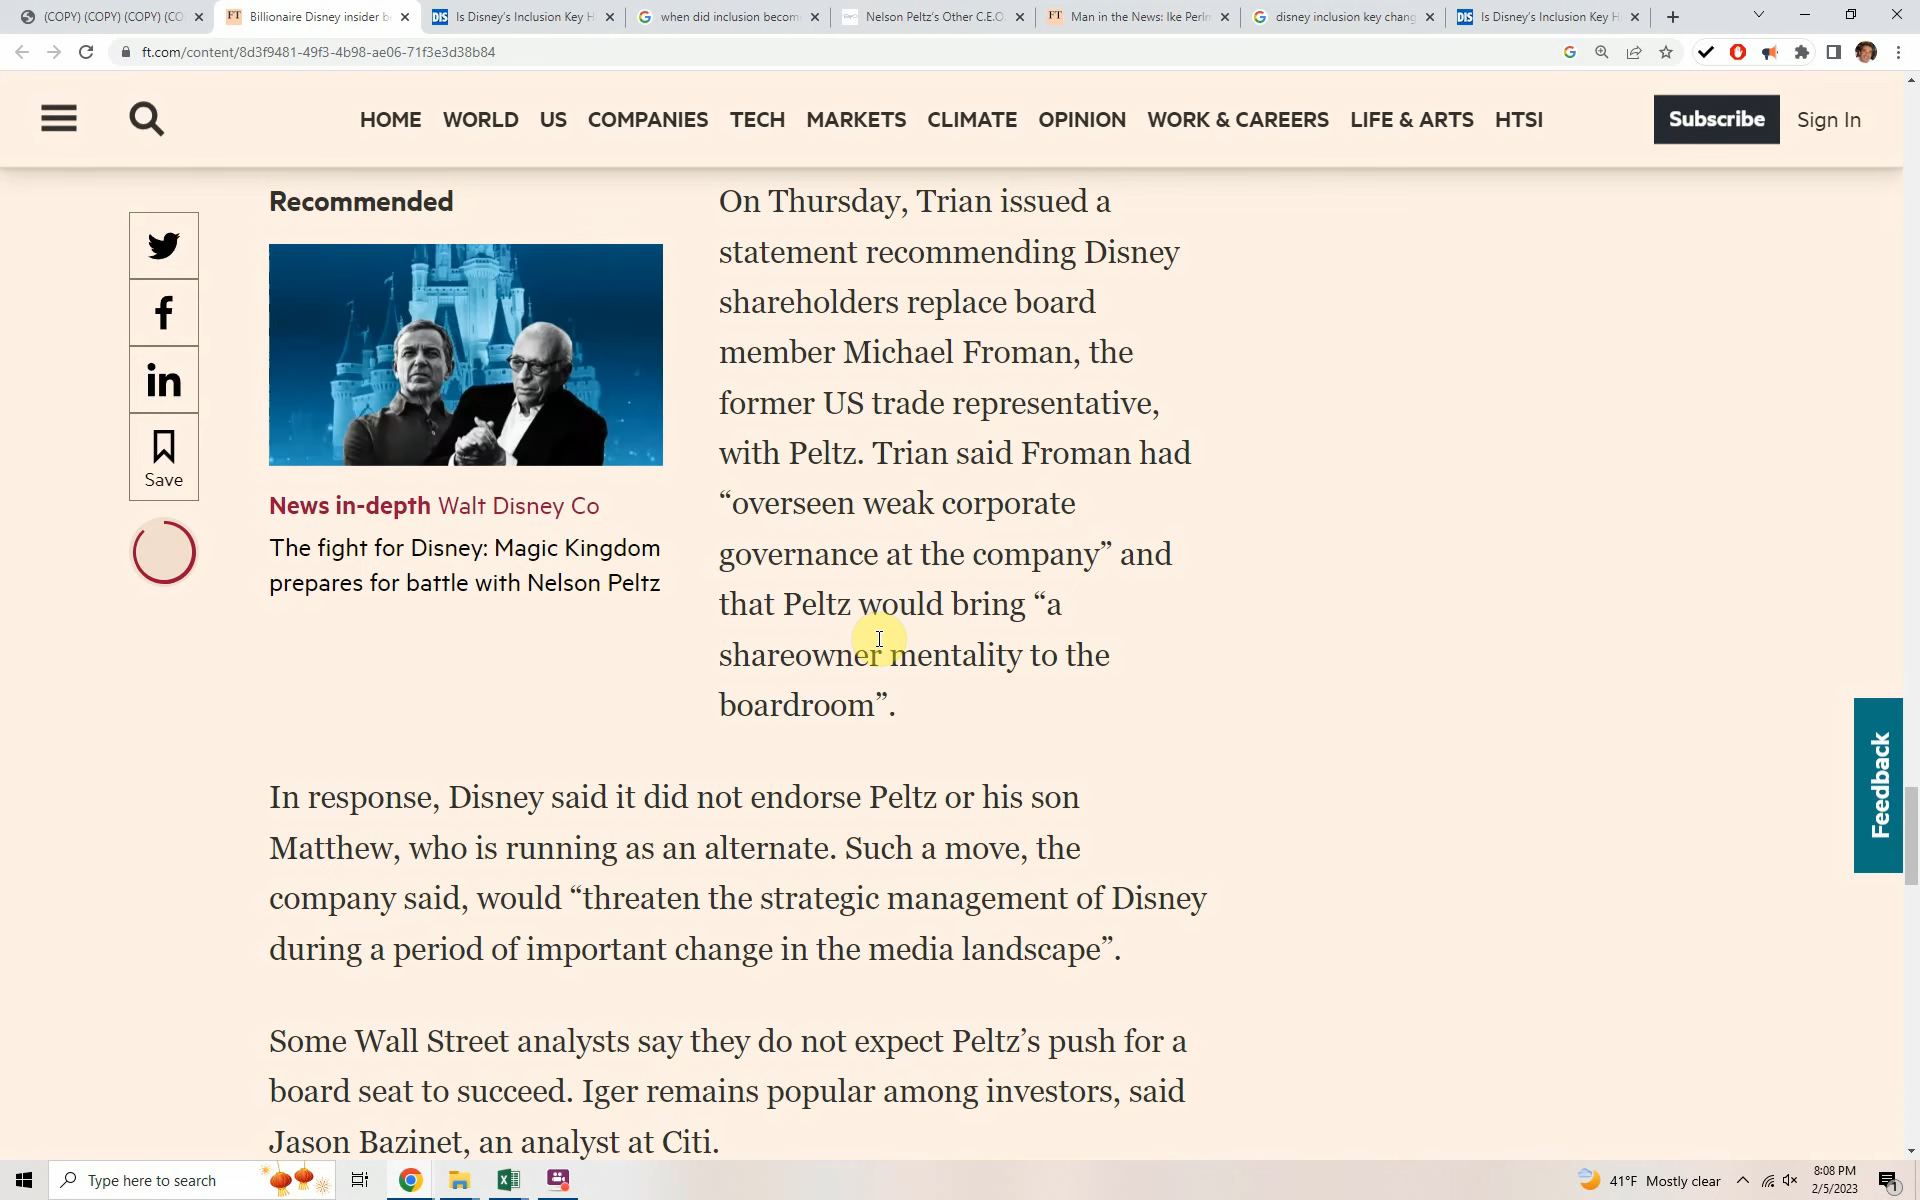 (COPY) (COPY) (COPY) (CO
Billionaire Disney insider b
Is Disney's Inclusion Key H
when did inclusion becom
Nelson Peltz's Other C.E.O.
Man in the News: Ike Perlm
disney inclusion key chang
Is Disney's Inclusion Key H
ft.com/content/8d3f9481-49f3-4b98-ae06-71f3e3d38b84
HOME WORLD US COMPANIES TECH MARKETS CLIMATE OPINION WORK & CAREERS LIFE & ARTS HTSI
Subscribe
Sign In
Save
Recommended
News in-depth Walt Disney Co
The fight for Disney: Magic Kingdom
prepares for battle with Nelson Peltz
On Thursday, Trian issued a
statement recommending Disney
shareholders replace board
member Michael Froman, the
former US trade representative,
with Peltz. Trian said Froman had
“overseen weak corporate
governance at the company” and
that Peltz would bring “a
shareowner mentality to the
boardroom”.
In response, Disney said it did not endorse Peltz or his son
Matthew, who is running as an alternate. Such a move, the
company said, would “threaten the strategic management of Disney
during a period of important change in the media landscape”.
Some Wall Street analysts say they do not expect Peltz’s push for a
board seat to succeed. Iger remains popular among investors, said
Jason Bazinet, an analyst at Citi.
Feedback
Type here to search
41°F Mostly clear
8:08 PM
2/5/2023
1